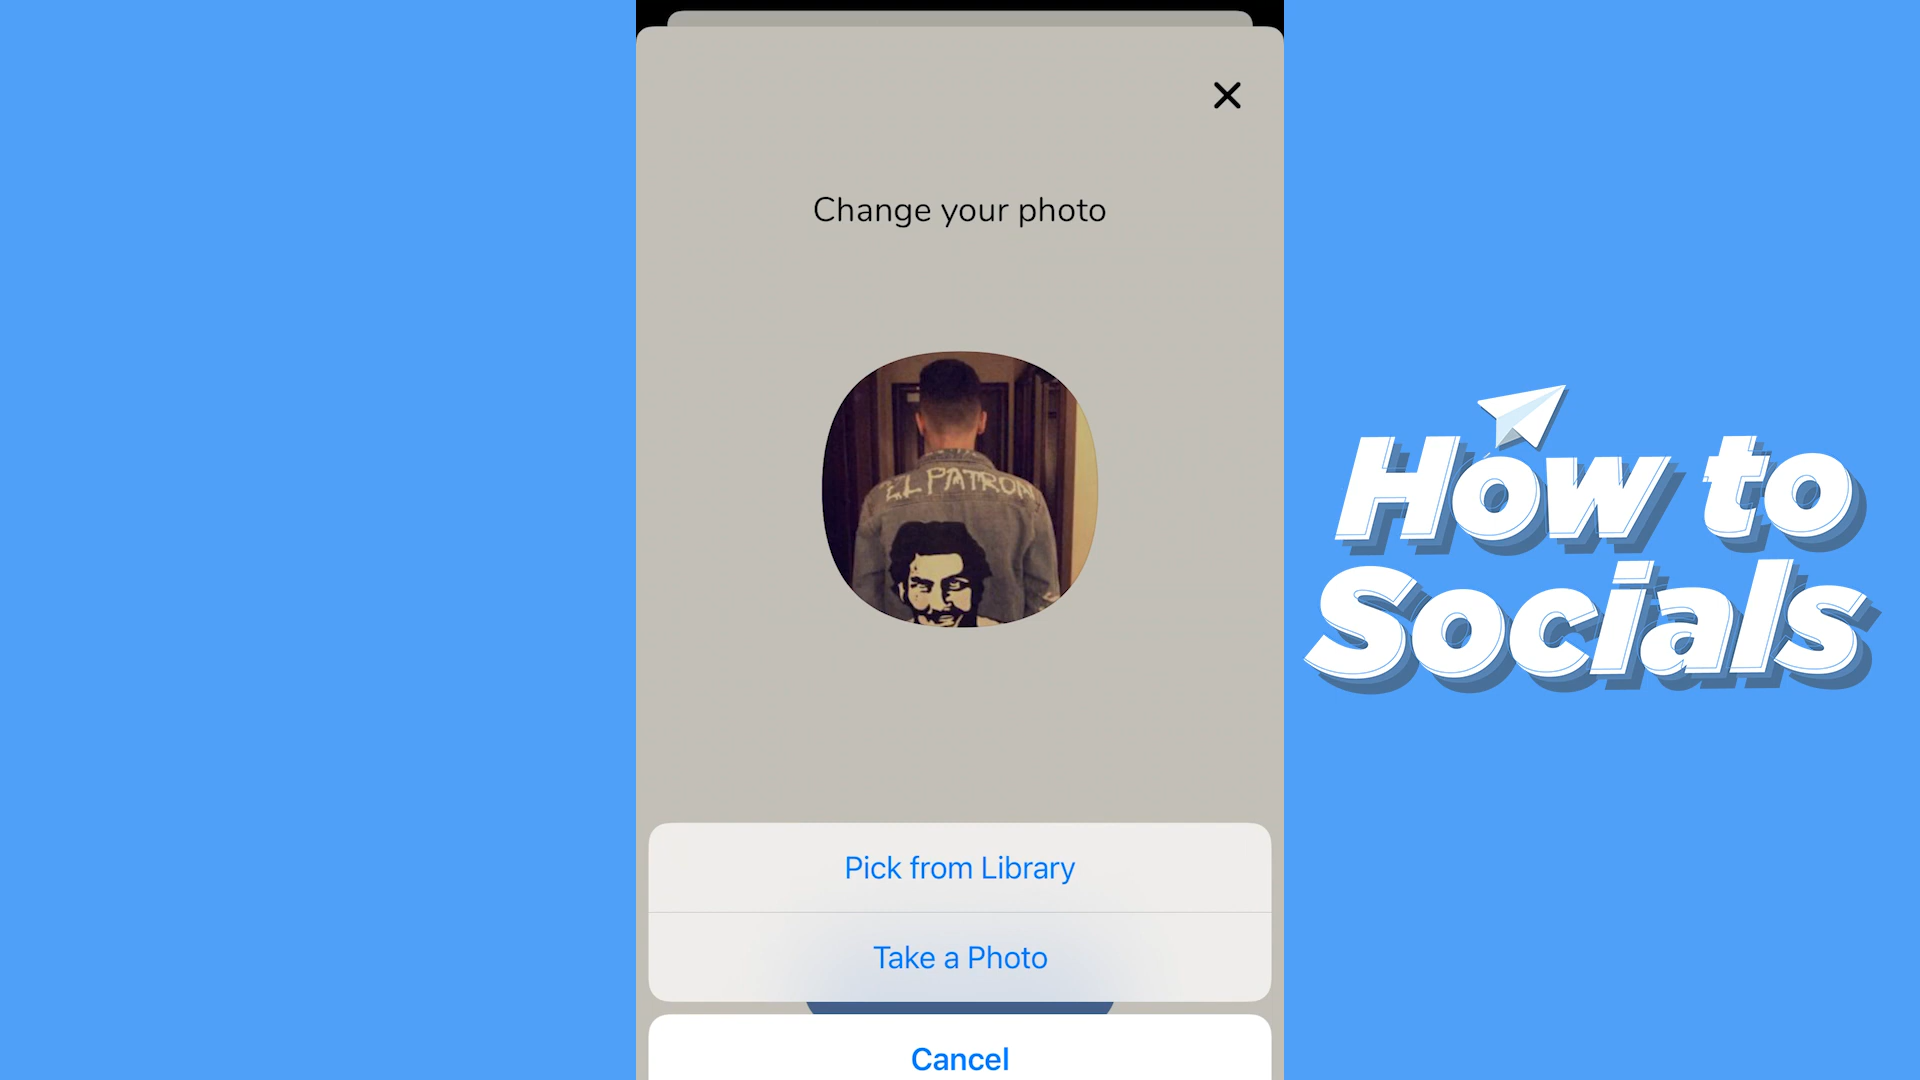 Change your photo
EL PATRON
Pick from Library
Take a Photo
Cancel
How to
Socials